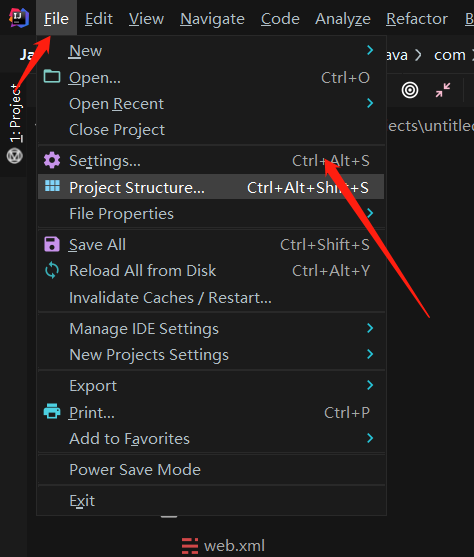 File Edit View Navigate Code Analyze Refactor
Ja ava com
New
Open... Ctrl+O
Open Recent
Close Project
1: Project
ects\untitled
Settings... Ctrl+Alt+S
Project Structure... Ctrl+Alt+Shift+S
File Properties
Save All Ctrl+Shift+S
Reload All from Disk Ctrl+Alt+Y
Invalidate Caches / Restart...
Manage IDE Settings
New Projects Settings
Export
Print... Ctrl+P
Add to Favorites
Power Save Mode
Exit
web.xml